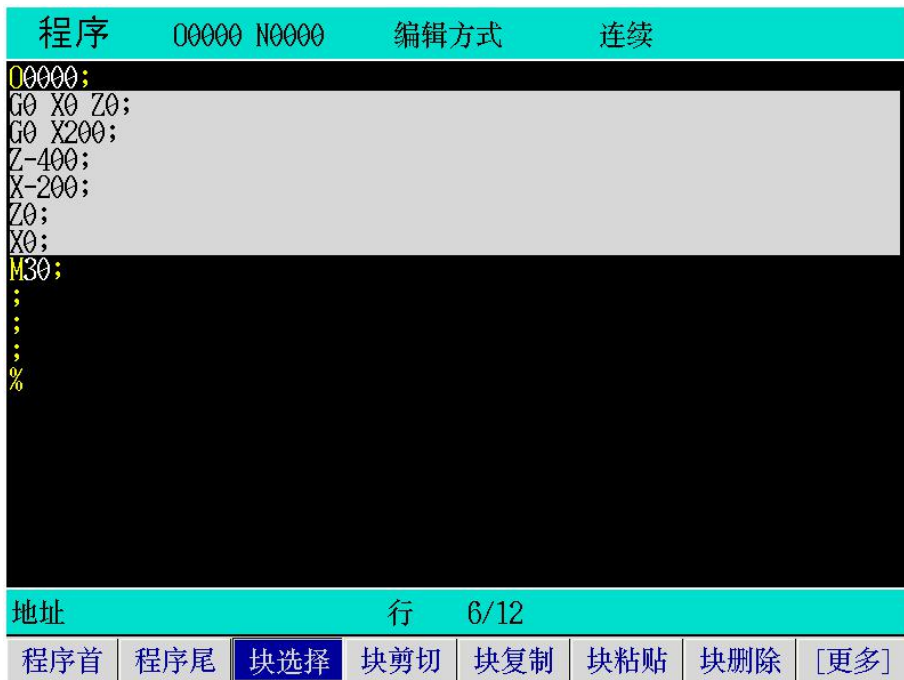 程序 O0000 N0000 编辑方式 连续
O0000;
G0 X0 Z0;
G0 X200;
Z-400;
X-200;
Z0;
X0;
M30;
;
;
;
%
地址 行 6/12
程序首 程序尾 块选择 块剪切 块复制 块粘贴 块删除 [更多]